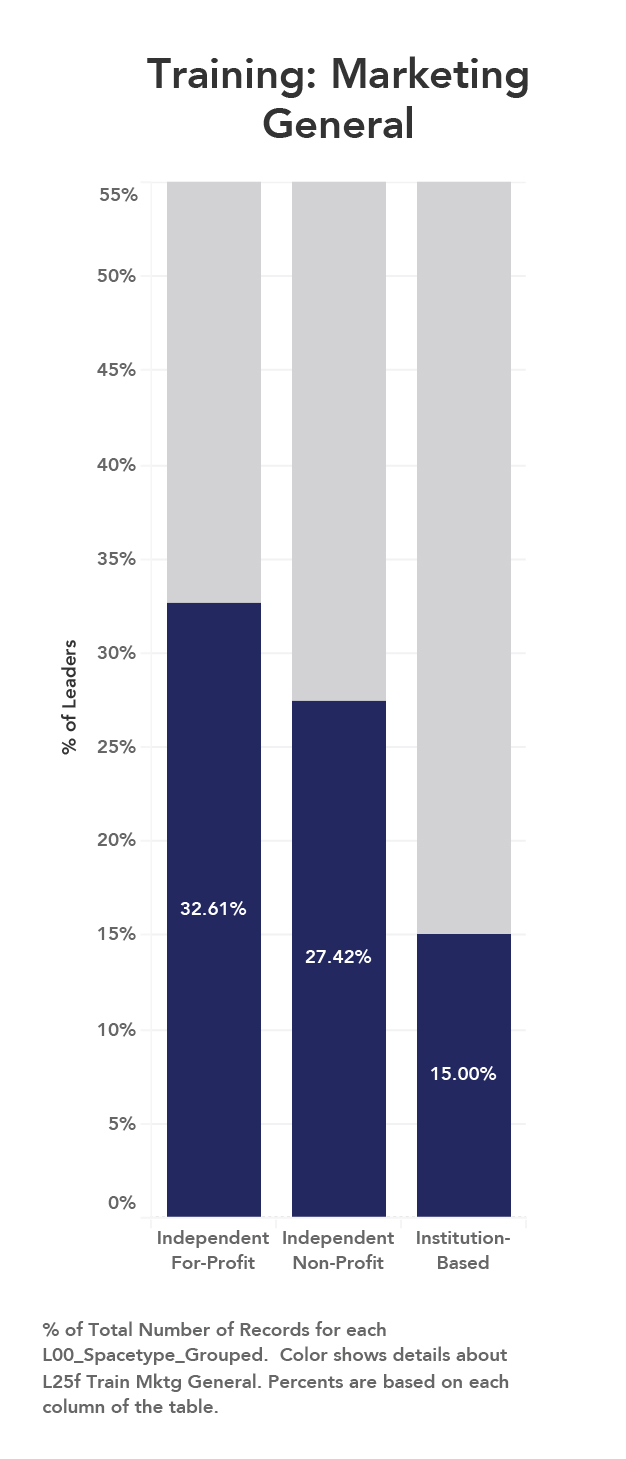 Training: Marketing
General
55%
50%
45%
40%
35%
30%
25%
20%
15%
10%
5%
0%
% of Leaders
32.61%
27.42%
15.00%
Independent
For-Profit
Independent
Non-Profit
Institution-
Based
% of Total Number of Records for each
L00_Spacetype_Grouped.  Color shows details about
L25f Train Mktg General. Percents are based on each
column of the table.